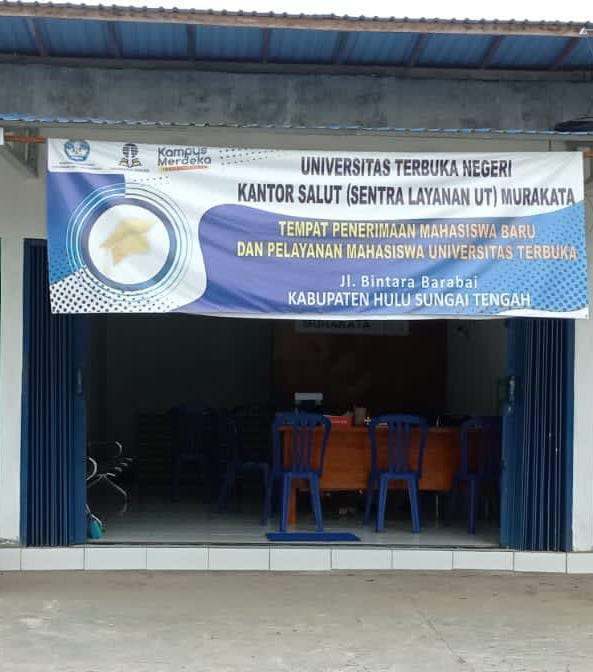 Kampus
Merdeka
UNIVERSITAS TERBUKA NEGERI
KANTOR SALUT (SENTRA LAYANAN UT) MURAKATA
TEMPAT PENERIMAAN MAHASISWA BARU
DAN PELAYANAN MAHASISWA UNIVERSITAS TERBUKA
Jl. Bintara Barabai
KABUPATEN HULU SUNGAI TENGAH
MURAKATA